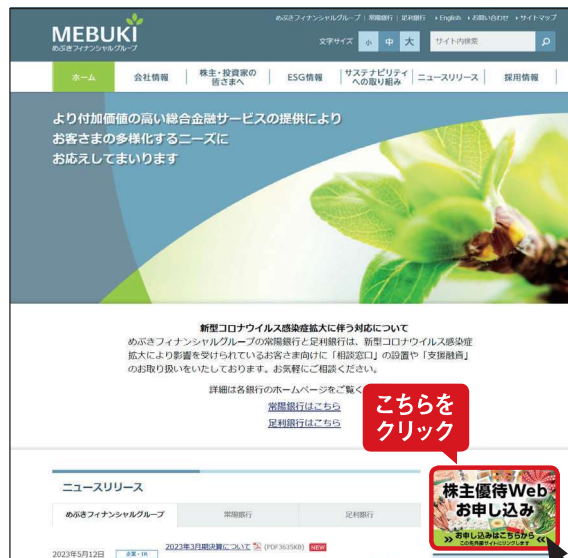 めぶきフィナンシャルグループ | 常陽銀行 | 足利銀行 ▸English ▸お問い合わせ ▸サイトマップ
MEBUKI
めぶきフィナンシャルグループ
文字サイズ 小 中 大 サイト内検索
ホーム 会社情報 株主・投資家の皆さまへ ESG情報 サステナビリティへの取り組み ニュースリリース 採用情報
より付加価値の高い総合金融サービスの提供により
お客さまの多様化するニーズに
お応えしてまいります
新型コロナウイルス感染症拡大に伴う対応について
めぶきフィナンシャルグループの常陽銀行と足利銀行は、新型コロナウイルス感染症
拡大により影響を受けられているお客さま向けに「相談窓口」の設置や「支援融資」
のお取り扱いをいたしております。お気軽にご相談ください。
詳細は各銀行のホームページをご覧く
常陽銀行はこちら
足利銀行はこちら
こちらを
クリック
ニュースリリース
めぶきフィナンシャルグループ 常陽銀行 足利銀行
2023年5月12日 企業・IR 2023年3月期決算について (PDF3635KB) NEW
株主優待Web
お申し込み
お申し込みはこちらから
この先外部サイトにリンクします